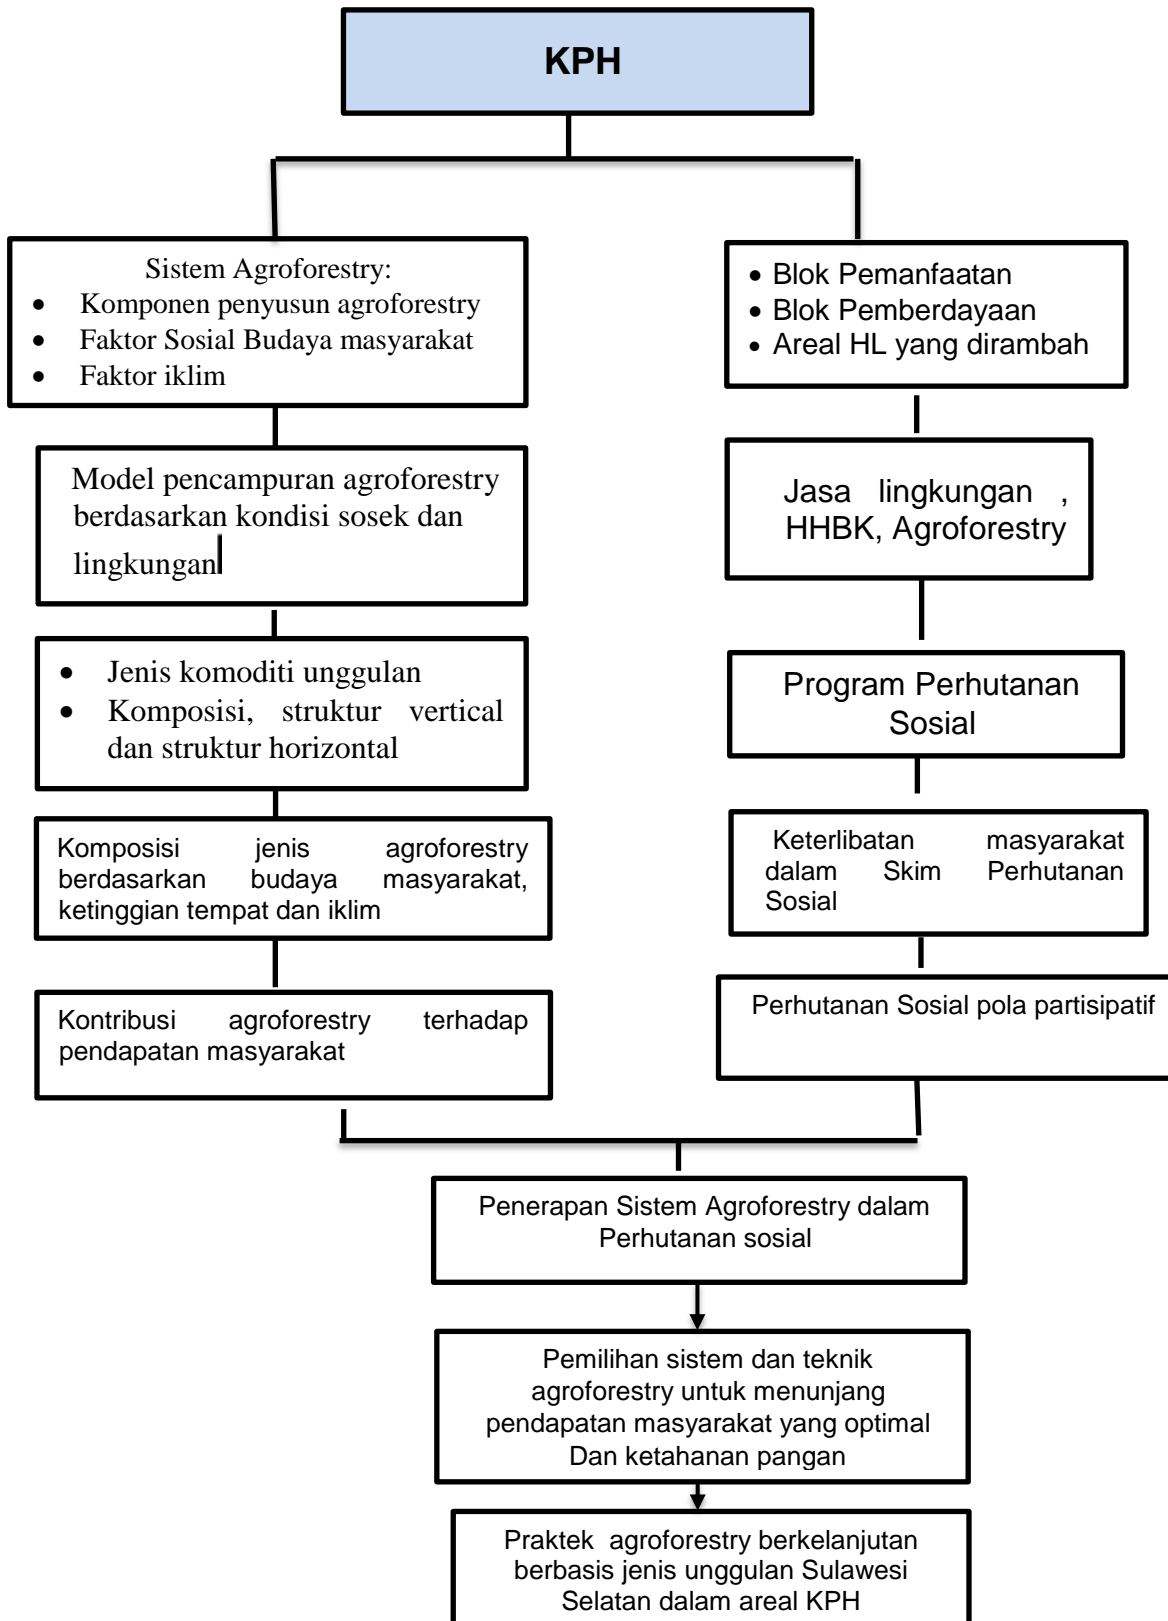 KPH
Sistem Agroforestry:
• Komponen penyusun agroforestry
• Faktor Sosial Budaya masyarakat
• Faktor iklim
Model pencampuran agroforestry
berdasarkan kondisi sosek dan
lingkungan
• Jenis komoditi unggulan
• Komposisi, struktur vertical
dan struktur horizontal
Komposisi jenis agroforestry
berdasarkan budaya masyarakat,
ketinggian tempat dan iklim
Kontribusi agroforestry terhadap
pendapatan masyarakat
• Blok Pemanfaatan
• Blok Pemberdayaan
• Areal HL yang dirambah
Jasa lingkungan ,
HHBK, Agroforestry
Program Perhutanan
Sosial
Keterlibatan masyarakat
dalam Skim Perhutanan
Sosial
Perhutanan Sosial pola partisipatif
Penerapan Sistem Agroforestry dalam
Perhutanan sosial
Pemilihan sistem dan teknik
agroforestry untuk menunjang
pendapatan masyarakat yang optimal
Dan ketahanan pangan
Praktek agroforestry berkelanjutan
berbasis jenis unggulan Sulawesi
Selatan dalam areal KPH